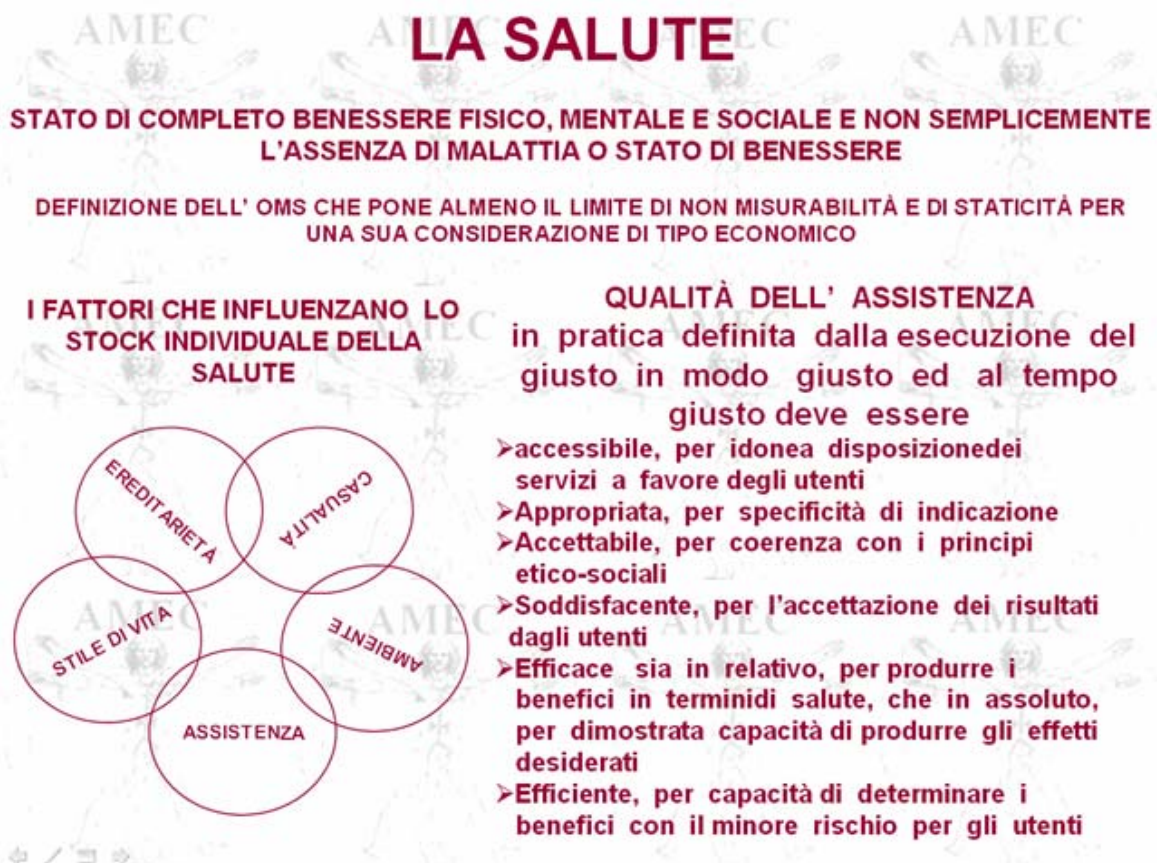 LA SALUTE
STATO DI COMPLETO BENESSERE FISICO, MENTALE E SOCIALE E NON SEMPLICEMENTE
L'ASSENZA DI MALATTIA O STATO DI BENESSERE
DEFINIZIONE DELL' OMS CHE PONE ALMENO IL LIMITE DI NON MISURABILITÀ E DI STATICITÀ PER
UNA SUA CONSIDERAZIONE DI TIPO ECONOMICO
I FATTORI CHE INFLUENZANO LO
STOCK INDIVIDUALE DELLA
SALUTE
EREDITARIETÁ
CASUALITÀ
STILE DI VITA
AMBIENTE
ASSISTENZA
QUALITÀ DELL' ASSISTENZA
in pratica definita dalla esecuzione del
giusto in modo giusto ed al tempo
giusto deve essere
➢accessibile, per idonea disposizionedei
servizi a favore degli utenti
➢Appropriata, per specificità di indicazione
➢Accettabile, per coerenza con i principi
etico-sociali
➢Soddisfacente, per l'accettazione dei risultati
dagli utenti
➢Efficace sia in relativo, per produrre i
benefici in terminidi salute, che in assoluto,
per dimostrata capacità di produrre gli effetti
desiderati
➢Efficiente, per capacità di determinare i
benefici con il minore rischio per gli utenti
AMEC